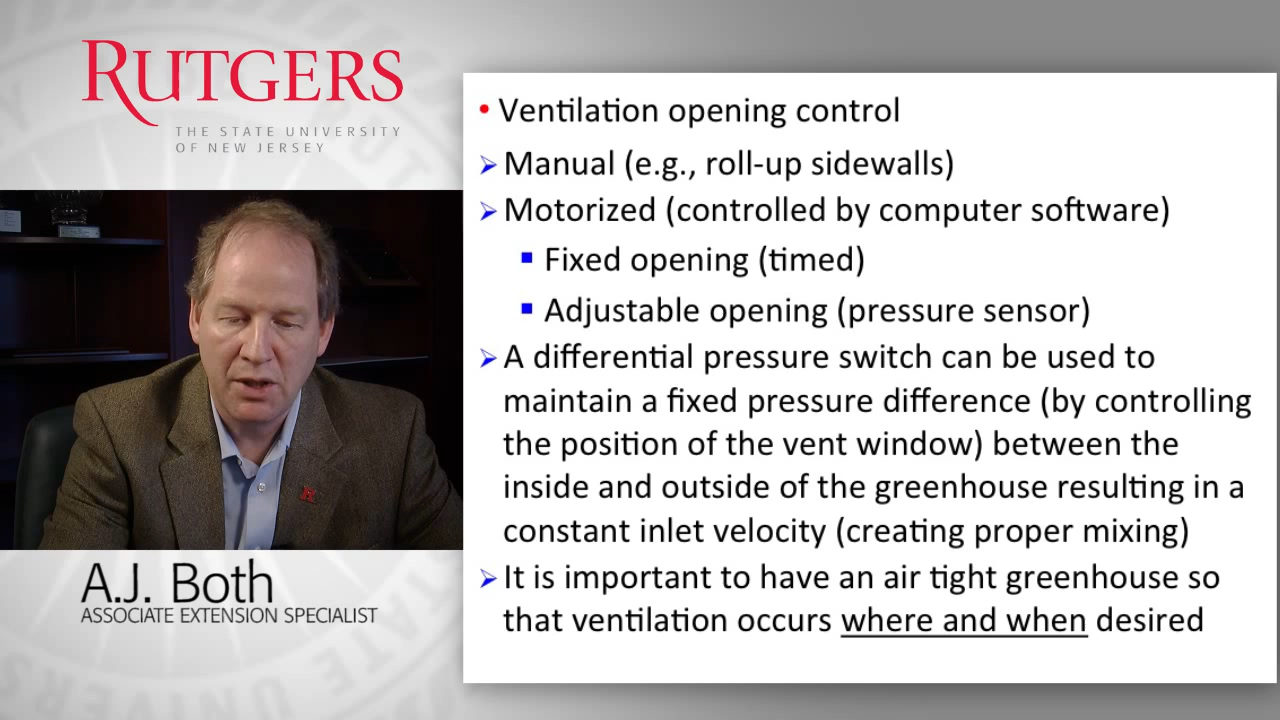 RUTGERS
THE STATE UNIVERSITY
OF NEW JERSEY
A.J. Both
ASSOCIATE EXTENSION SPECIALIST
• Ventilation opening control
➢ Manual (e.g., roll-up sidewalls)
➢ Motorized (controlled by computer software)
▪ Fixed opening (timed)
▪ Adjustable opening (pressure sensor)
➢ A differential pressure switch can be used to
maintain a fixed pressure difference (by controlling
the position of the vent window) between the
inside and outside of the greenhouse resulting in a
constant inlet velocity (creating proper mixing)
➢ It is important to have an air tight greenhouse so
that ventilation occurs where and when desired